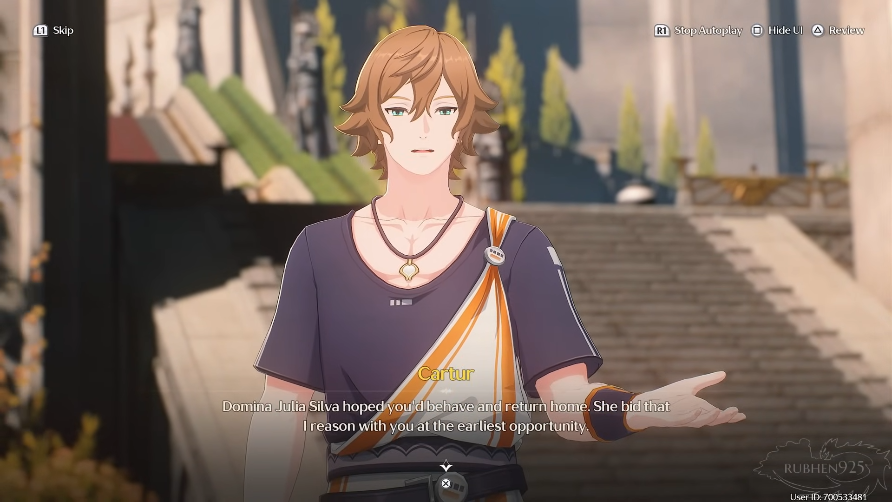 L1 Skip
R1 Stop Autoplay Hide UI Review
Cartur
Domina Julia Silva hoped you'd behave and return home. She bid that
I reason with you at the earliest opportunity.
RUBHEN925
User ID: 700533481